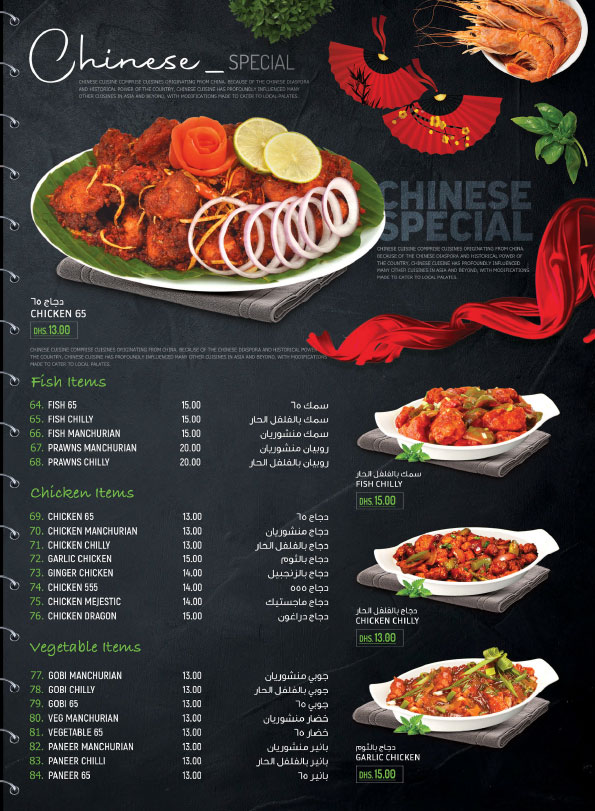 Chinese_ SPECIAL
CHINESE CUISINE COMPRISE CUISINES ORIGINATING FROM CHINA. BECAUSE OF THE CHINESE DIASPORA
AND HISTORICAL POWER OF THE COUNTRY, CHINESE CUISINE HAS PROFOUNDLY INFLUENCED MANY
OTHER CUISINES IN ASIA AND BEYOND, WITH MODIFICATIONS MADE TO CATER TO LOCAL PALATES.
CHINESE
SPECIAL
CHINESE CUISINE COMPRISE CUISINES ORIGINATING FROM CHINA.
BECAUSE OF THE CHINESE DIASPORA AND HISTORICAL POWER OF
THE COUNTRY, CHINESE CUISINE HAS PROFOUNDLY INFLUENCED
MANY OTHER CUISINES IN ASIA AND BEYOND, WITH MODIFICATIONS
MADE TO CATER TO LOCAL PALATES.
دجاج ٦٥
CHICKEN 65
DHS. 13.00
CHINESE CUISINE COMPRISE CUISINES ORIGINATING FROM CHINA. BECAUSE OF THE CHINESE DIASPORA AND HISTORICAL POWER OF
THE COUNTRY, CHINESE CUISINE HAS PROFOUNDLY INFLUENCED MANY OTHER CUISINES IN ASIA AND BEYOND, WITH MODIFICATIONS
MADE TO CATER TO LOCAL PALATES.
Fish Items
64. FISH 65 15.00 سمك ٦٥
65. FISH CHILLY 15.00 سمك بالفلفل الحار
66. FISH MANCHURIAN 15.00 سمك منشوريان
67. PRAWNS MANCHURIAN 20.00 روبيان منشوريان
68. PRAWNS CHILLY 20.00 روبيان بالفلفل الحار
Chicken Items
69. CHICKEN 65 13.00 دجاج ٦٥
70. CHICKEN MANCHURIAN 13.00 دجاج منشوريان
71. CHICKEN CHILLY 13.00 دجاج بالفلفل الحار
72. GARLIC CHICKEN 15.00 دجاج بالثوم
73. GINGER CHICKEN 14.00 دجاج بالزنجبيل
74. CHICKEN 555 14.00 دجاج ٥٥٥
75. CHICKEN MEJESTIC 14.00 دجاج ماجستيك
76. CHICKEN DRAGON 15.00 دجاج دراغون
Vegetable Items
77. GOBI MANCHURIAN 13.00 جوبي منشوريان
78. GOBI CHILLY 13.00 جوبي بالفلفل الحار
79. GOBI 65 13.00 جوبي ٦٥
80. VEG MANCHURIAN 13.00 خضار منشوريان
81. VEGETABLE 65 13.00 خضار ٦٥
82. PANEER MANCHURIAN 13.00 بانير منشوريان
83. PANEER CHILLI 13.00 بانير بالفلفل الحار
84. PANEER 65 13.00 بانير ٦٥
سمك بالفلفل الحار
FISH CHILLY
DHS. 15.00
دجاج بالفلفل الحار
CHICKEN CHILLY
DHS. 13.00
دجاج بالثوم
GARLIC CHICKEN
DHS. 15.00